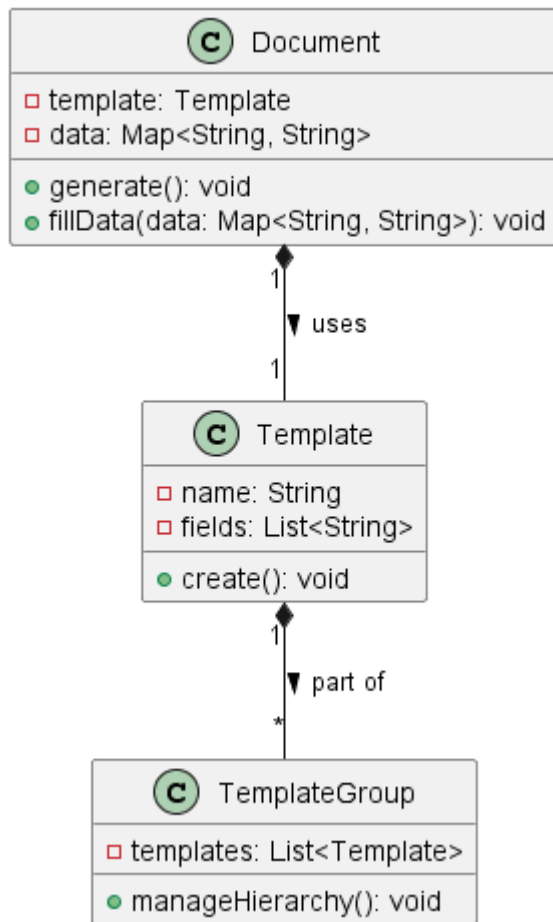 C Document
template: Template
data: Map<String, String>
generate(): void
fillData(data: Map<String, String>): void
1
uses
1
C Template
name: String
fields: List<String>
create(): void
1
part of
*
C TemplateGroup
templates: List<Template>
manageHierarchy(): void